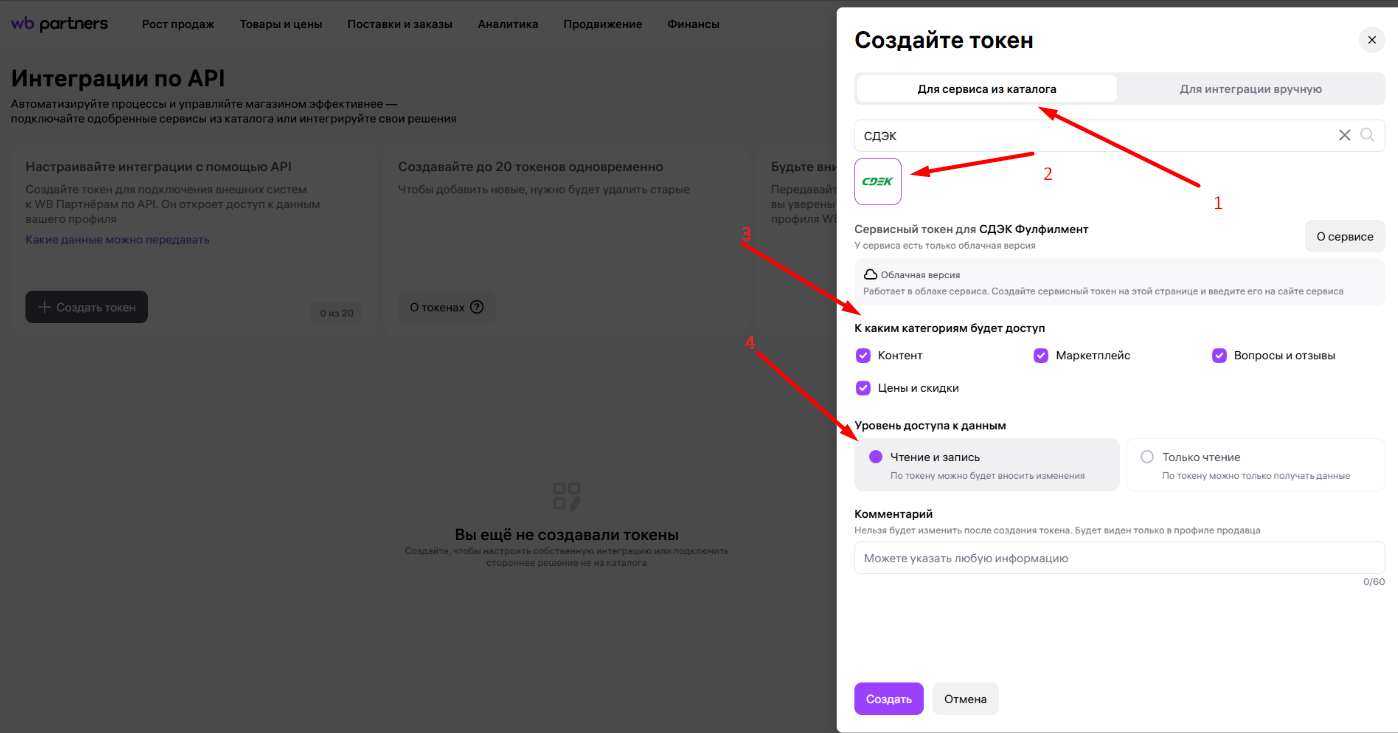 wb partners Рост продаж Товары и цены Поставки и заказы Аналитика Продвижение Финансы
Интеграции по API
Автоматизируйте процессы и управляйте магазином эффективнее —
подключайте одобренные сервисы из каталога или интегрируйте свои решения
Настраивайте интеграции с помощью API
Создайте токен для подключения внешних систем
к WB Партнёрам по API. Он откроет доступ к данным
вашего профиля
Какие данные можно передавать
Создать токен
0 из 20
Создавайте до 20 токенов одновременно
Чтобы добавить новые, нужно будет удалить старые
О токенах
Будьте вни
Передавайт
вы уверены
профиля WB
Вы ещё не создавали токены
Создайте, чтобы настроить собственную интеграцию или подключить
стороннее решение не из каталога
Создайте токен
Для сервиса из каталога
Для интеграции вручную
1
СДЭК
2
CDEK
Сервисный токен для СДЭК Фулфилмент
У сервиса есть только облачная версия
О сервисе
Облачная версия
Работает в облаке сервиса. Создайте сервисный токен на этой странице и введите его на сайте сервиса
3
К каким категориям будет доступ
Контент
Маркетплейс
Вопросы и отзывы
Цены и скидки
4
Уровень доступа к данным
Чтение и запись
По токену можно будет вносить изменения
Только чтение
По токену можно только получать данные
Комментарий
Нельзя будет изменить после создания токена. Будет виден только в профиле продавца
Можете указать любую информацию
0/60
Создать
Отмена